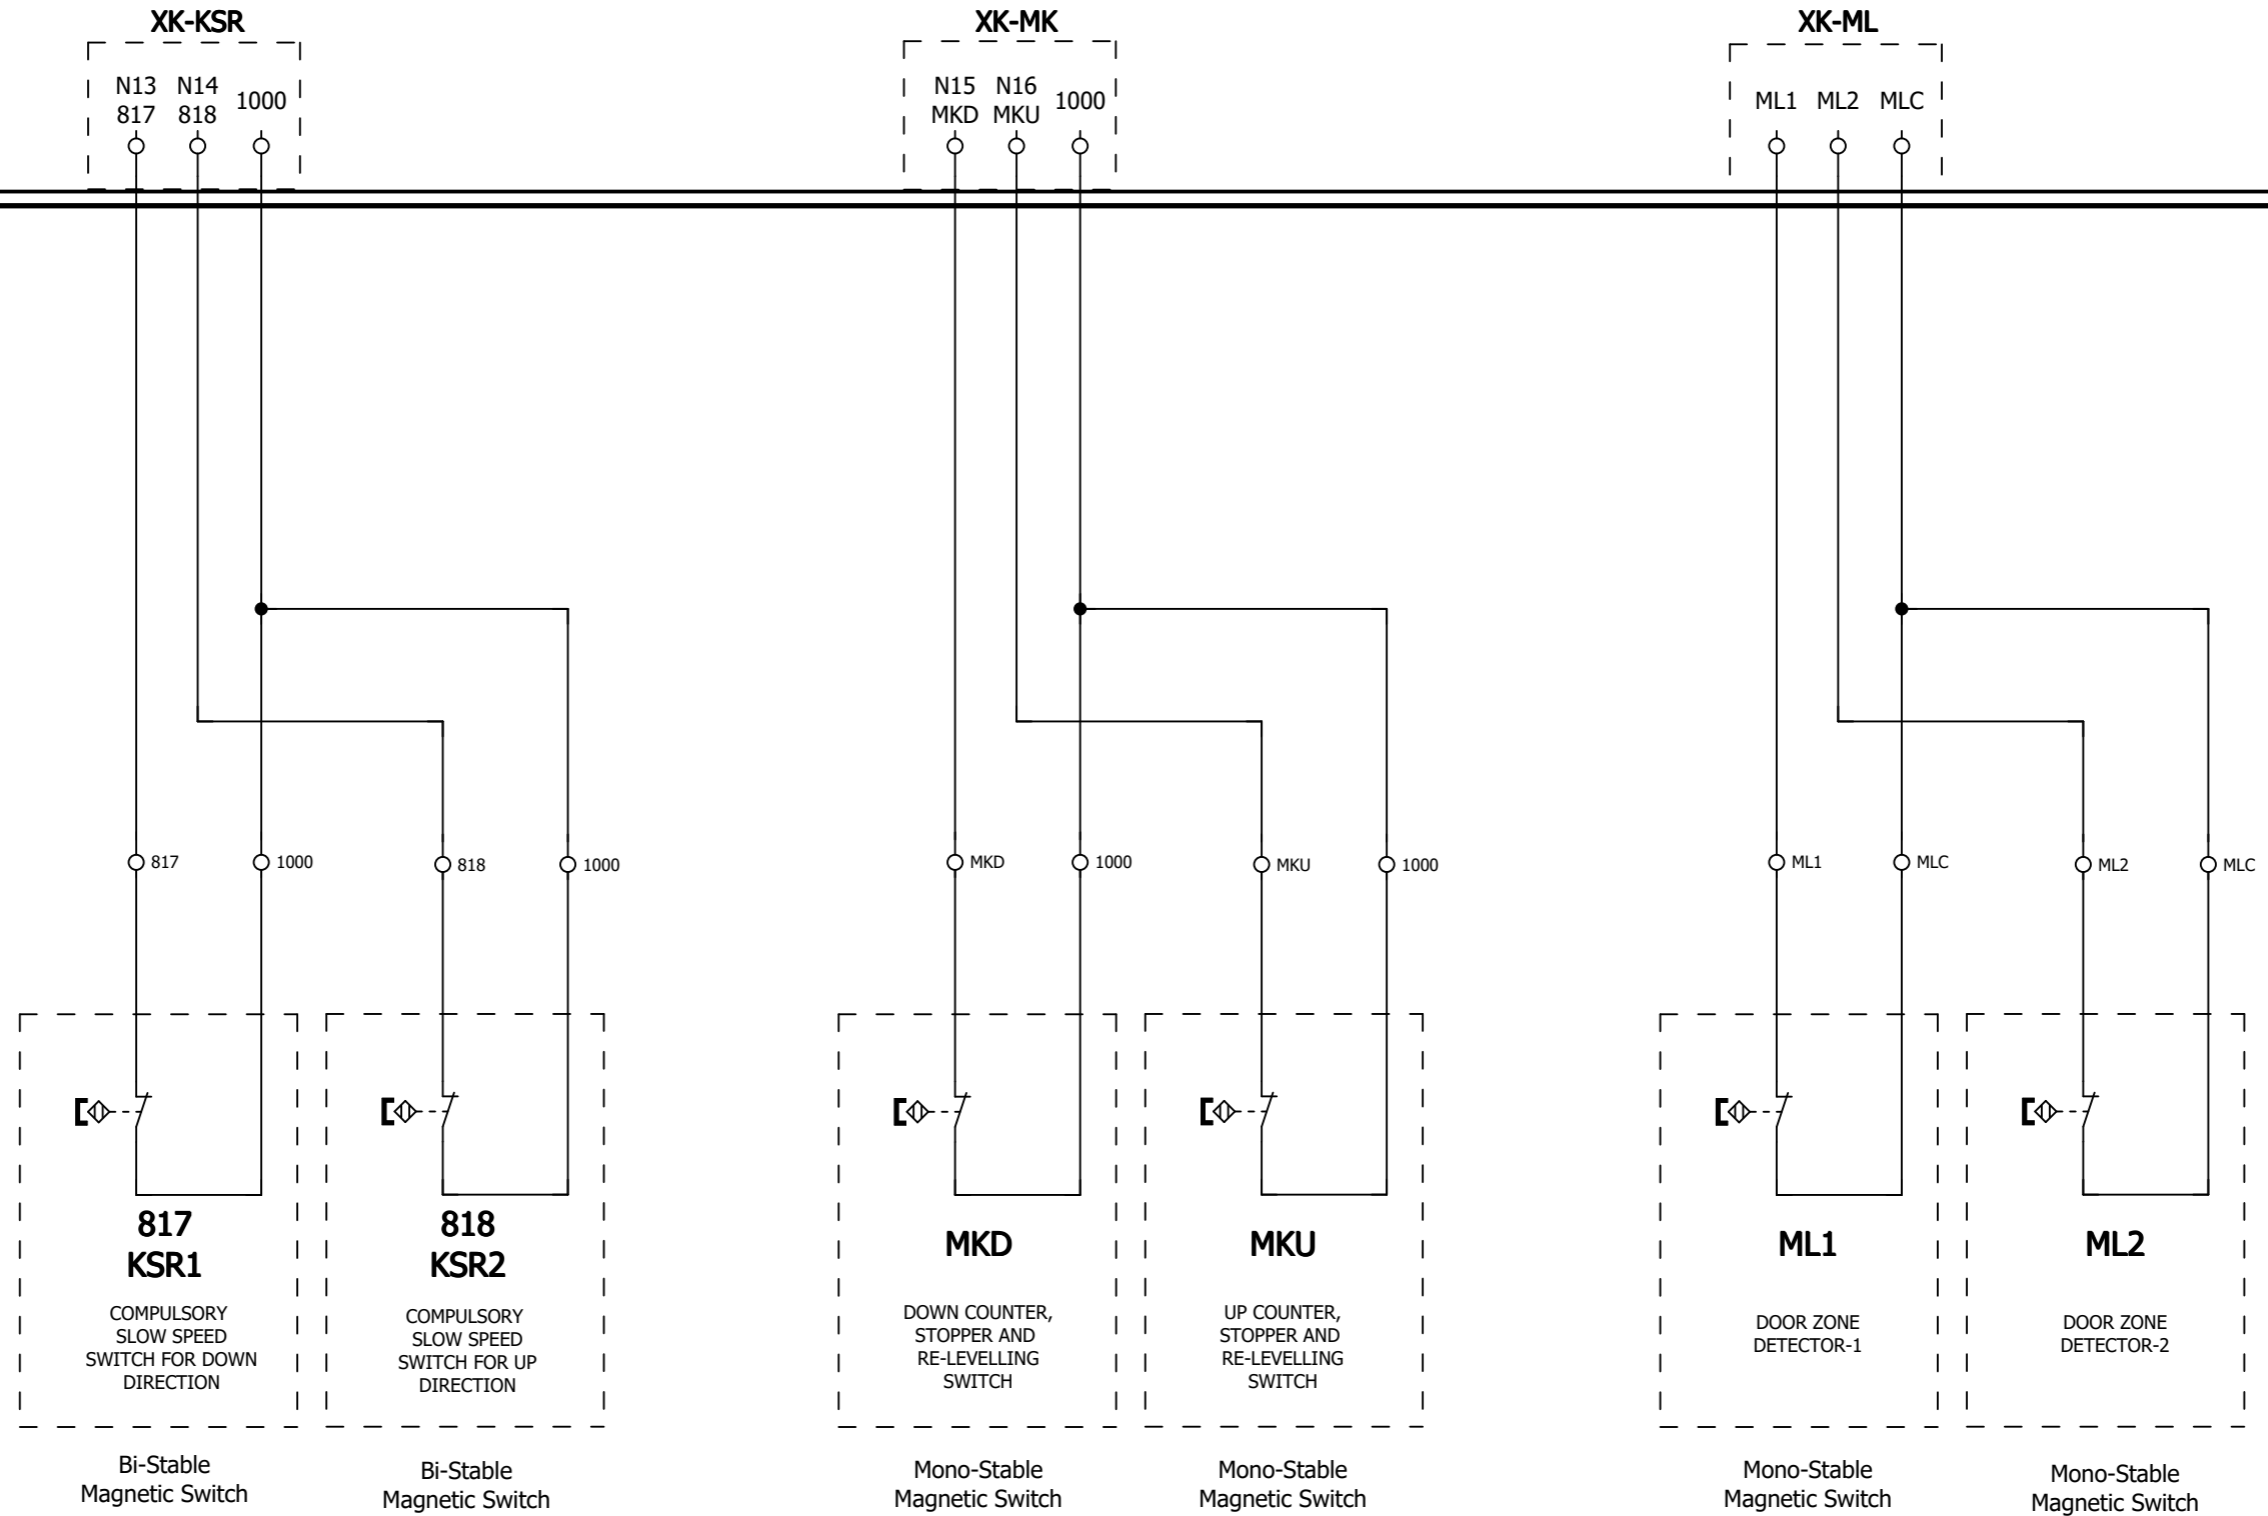 XK-KSR
N13 N14 1000
817 818
XK-MK
N15 N16 1000
MKD MKU
XK-ML
ML1 ML2 MLC
817 1000 818 1000
MKD 1000 MKU 1000
ML1 MLC ML2 MLC
817
KSR1
COMPULSORY
SLOW SPEED
SWITCH FOR DOWN
DIRECTION
Bi-Stable
Magnetic Switch
818
KSR2
COMPULSORY
SLOW SPEED
SWITCH FOR UP
DIRECTION
Bi-Stable
Magnetic Switch
MKD
DOWN COUNTER,
STOPPER AND
RE-LEVELLING
SWITCH
Mono-Stable
Magnetic Switch
MKU
UP COUNTER,
STOPPER AND
RE-LEVELLING
SWITCH
Mono-Stable
Magnetic Switch
ML1
DOOR ZONE
DETECTOR-1
Mono-Stable
Magnetic Switch
ML2
DOOR ZONE
DETECTOR-2
Mono-Stable
Magnetic Switch